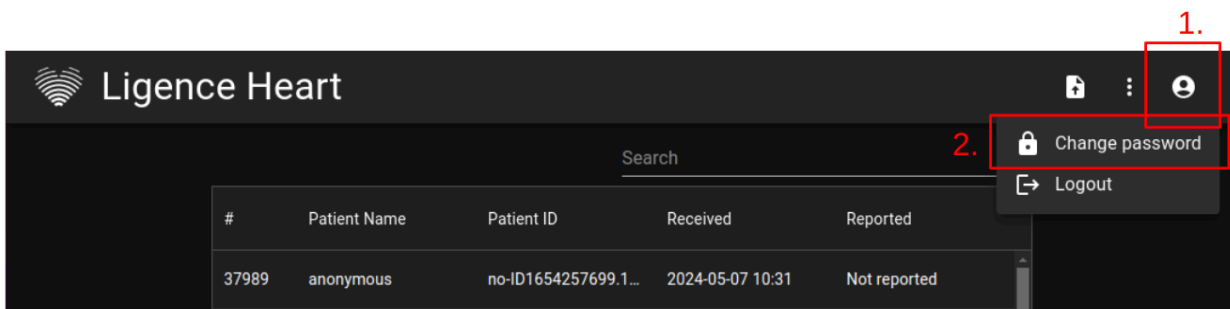 1.
Ligence Heart
2.
Change password
Search
Logout
# Patient Name Patient ID Received Reported
37989 anonymous no-ID1654257699.1... 2024-05-07 10:31 Not reported